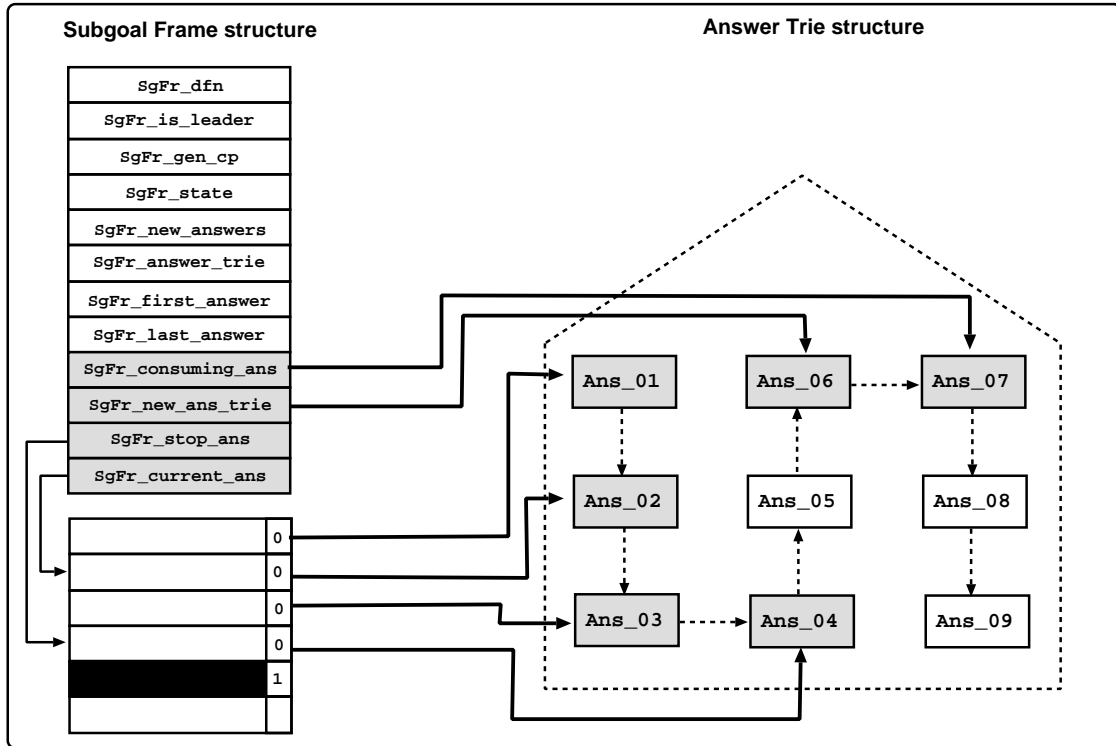 Subgoal Frame structure
Answer Trie structure
SgFr_dfn
SgFr_is_leader
SgFr_gen_cp
SgFr_state
SgFr_new_answers
SgFr_answer_trie
SgFr_first_answer
SgFr_last_answer
SgFr_consuming_ans
SgFr_new_ans_trie
SgFr_stop_ans
SgFr_current_ans
0
0
0
0
1
Ans_01
Ans_06
Ans_07
Ans_02
Ans_05
Ans_08
Ans_03
Ans_04
Ans_09